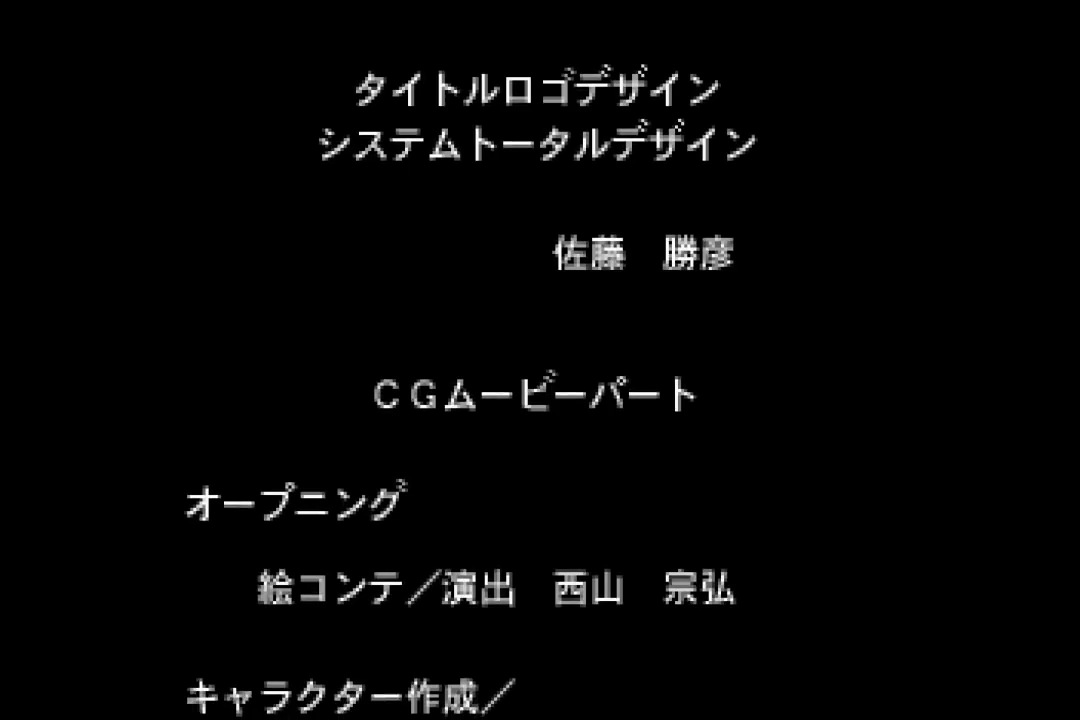 タイトルロゴデザイン
システムトータルデザイン
佐藤　勝彦
ＣＧムービーパート
オープニング
絵コンテ／演出　西山　宗弘
キャラクター作成／